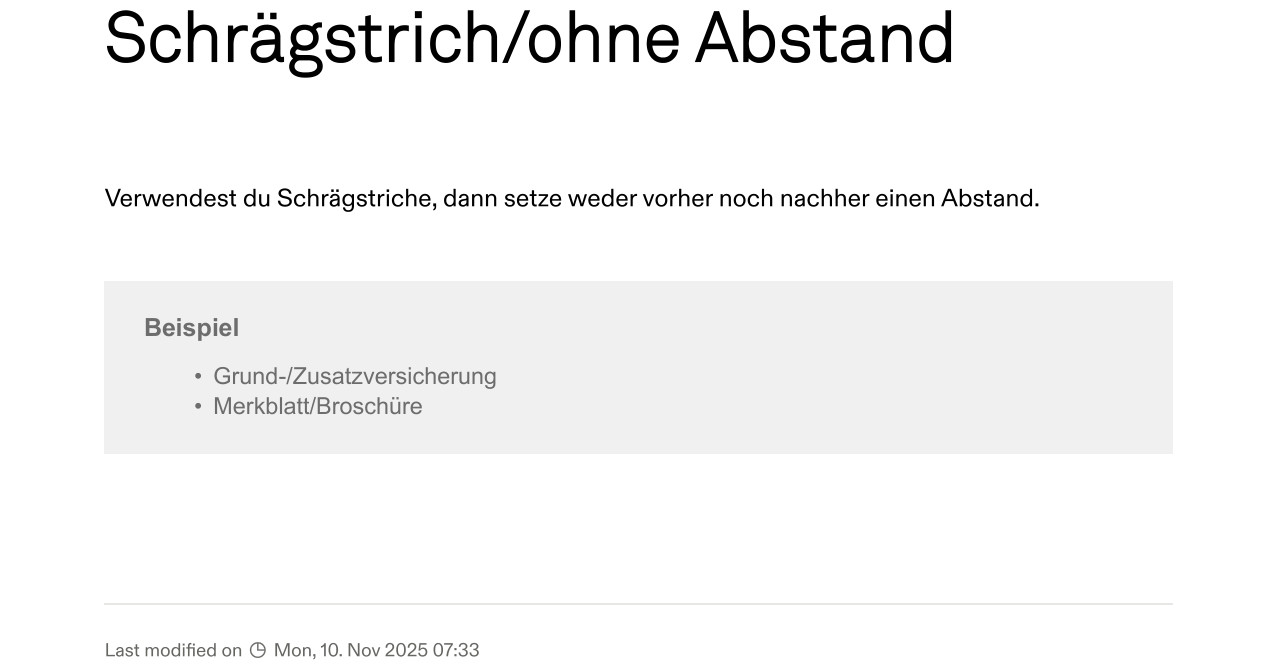 Schrägstrich/ohne Abstand
Verwendest du Schrägstriche, dann setze weder vorher noch nachher einen Abstand.
Beispiel
• Grund-/Zusatzversicherung
• Merkblatt/Broschüre
Last modified on Mon, 10. Nov 2025 07:33